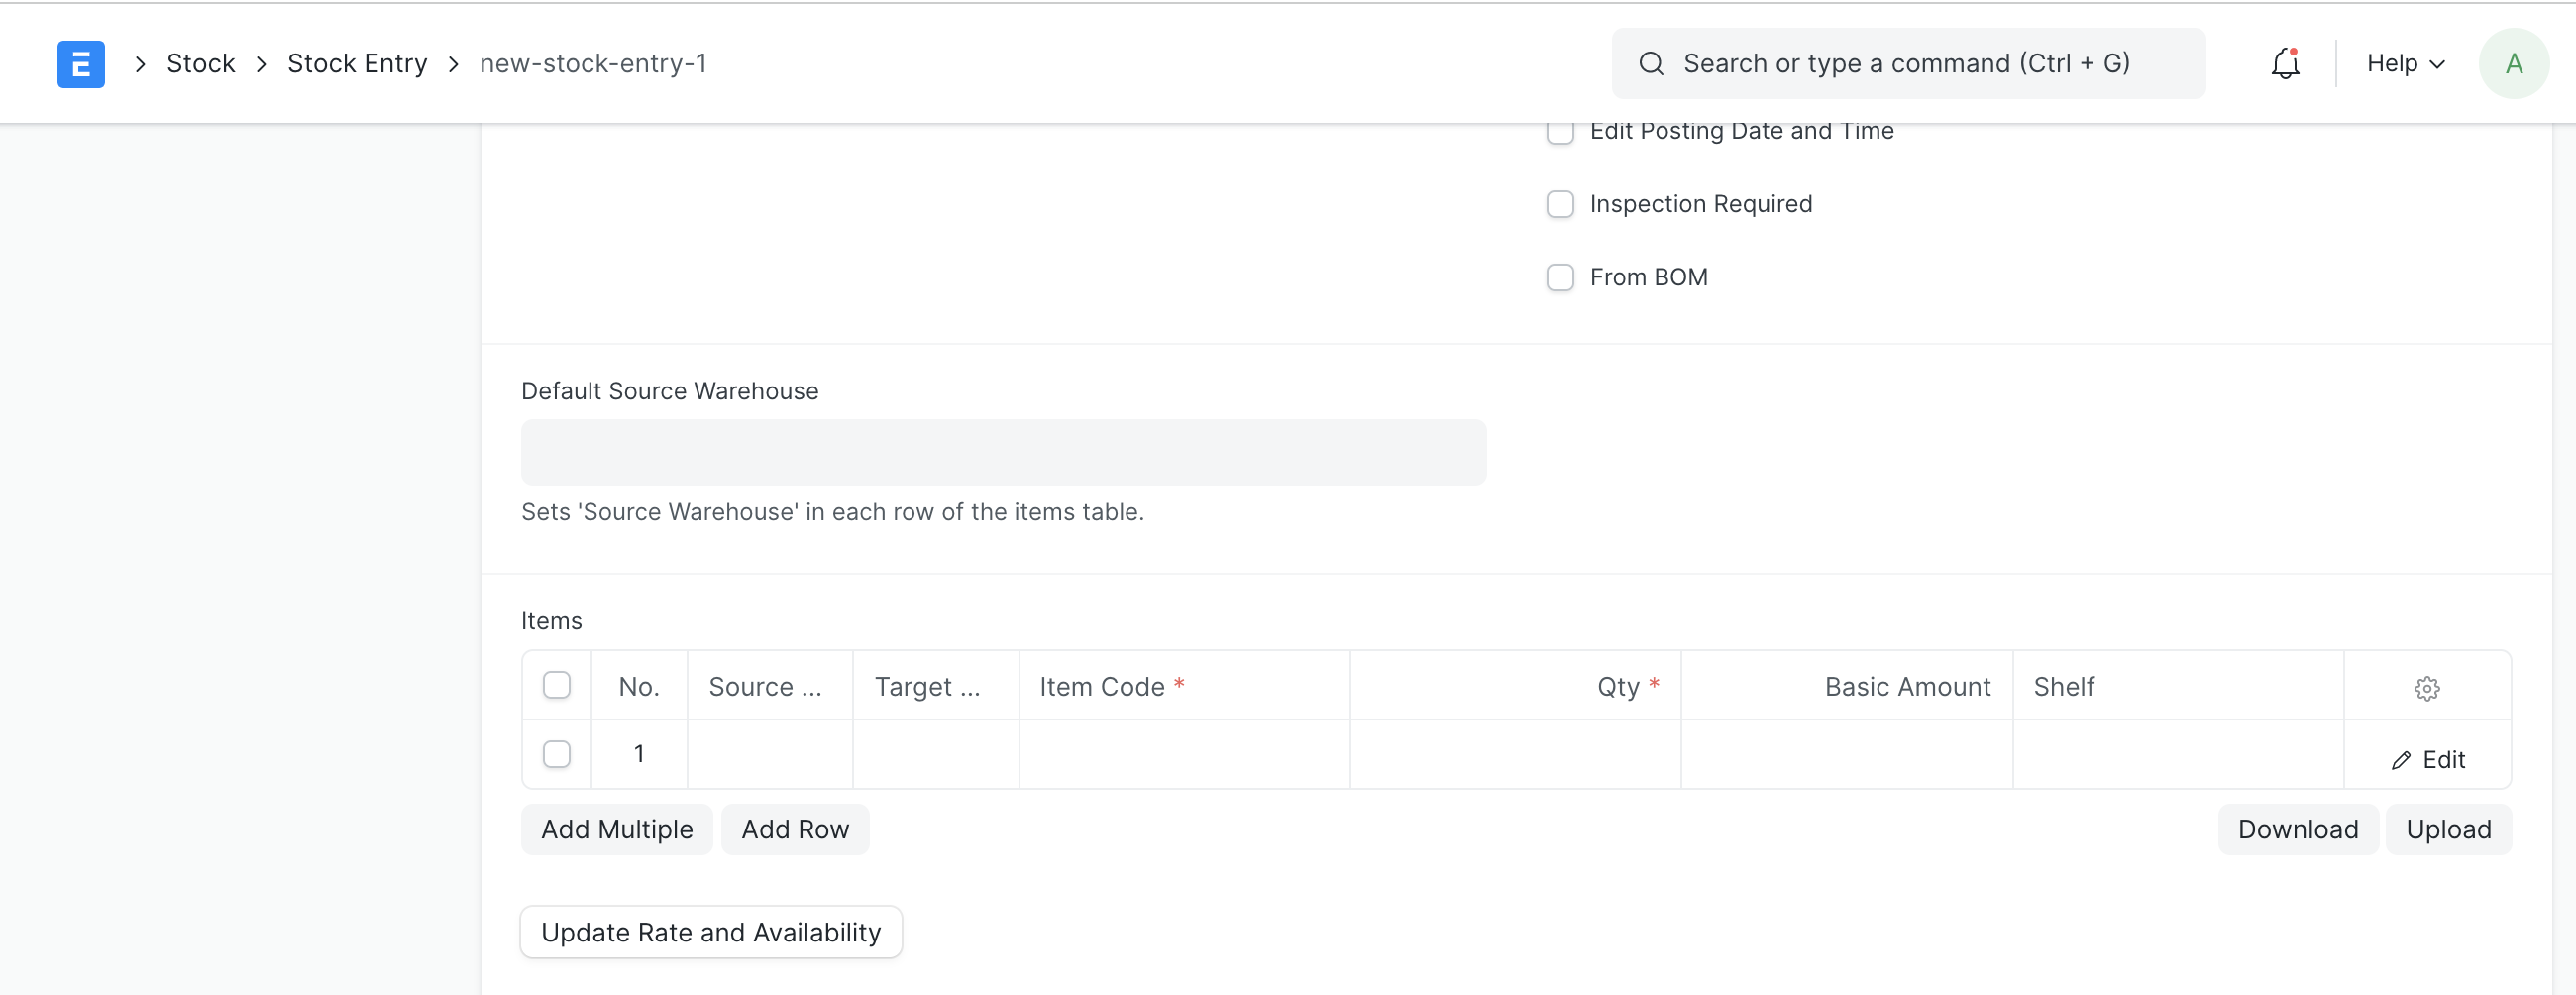 E > Stock > Stock Entry > new-stock-entry-1 Search or type a command (Ctrl + G) Help A
Edit Posting Date and Time
Inspection Required
From BOM
Default Source Warehouse
Sets 'Source Warehouse' in each row of the items table.
Items
No. Source ... Target ... Item Code * Qty * Basic Amount Shelf
1 Edit
Add Multiple Add Row Download Upload
Update Rate and Availability